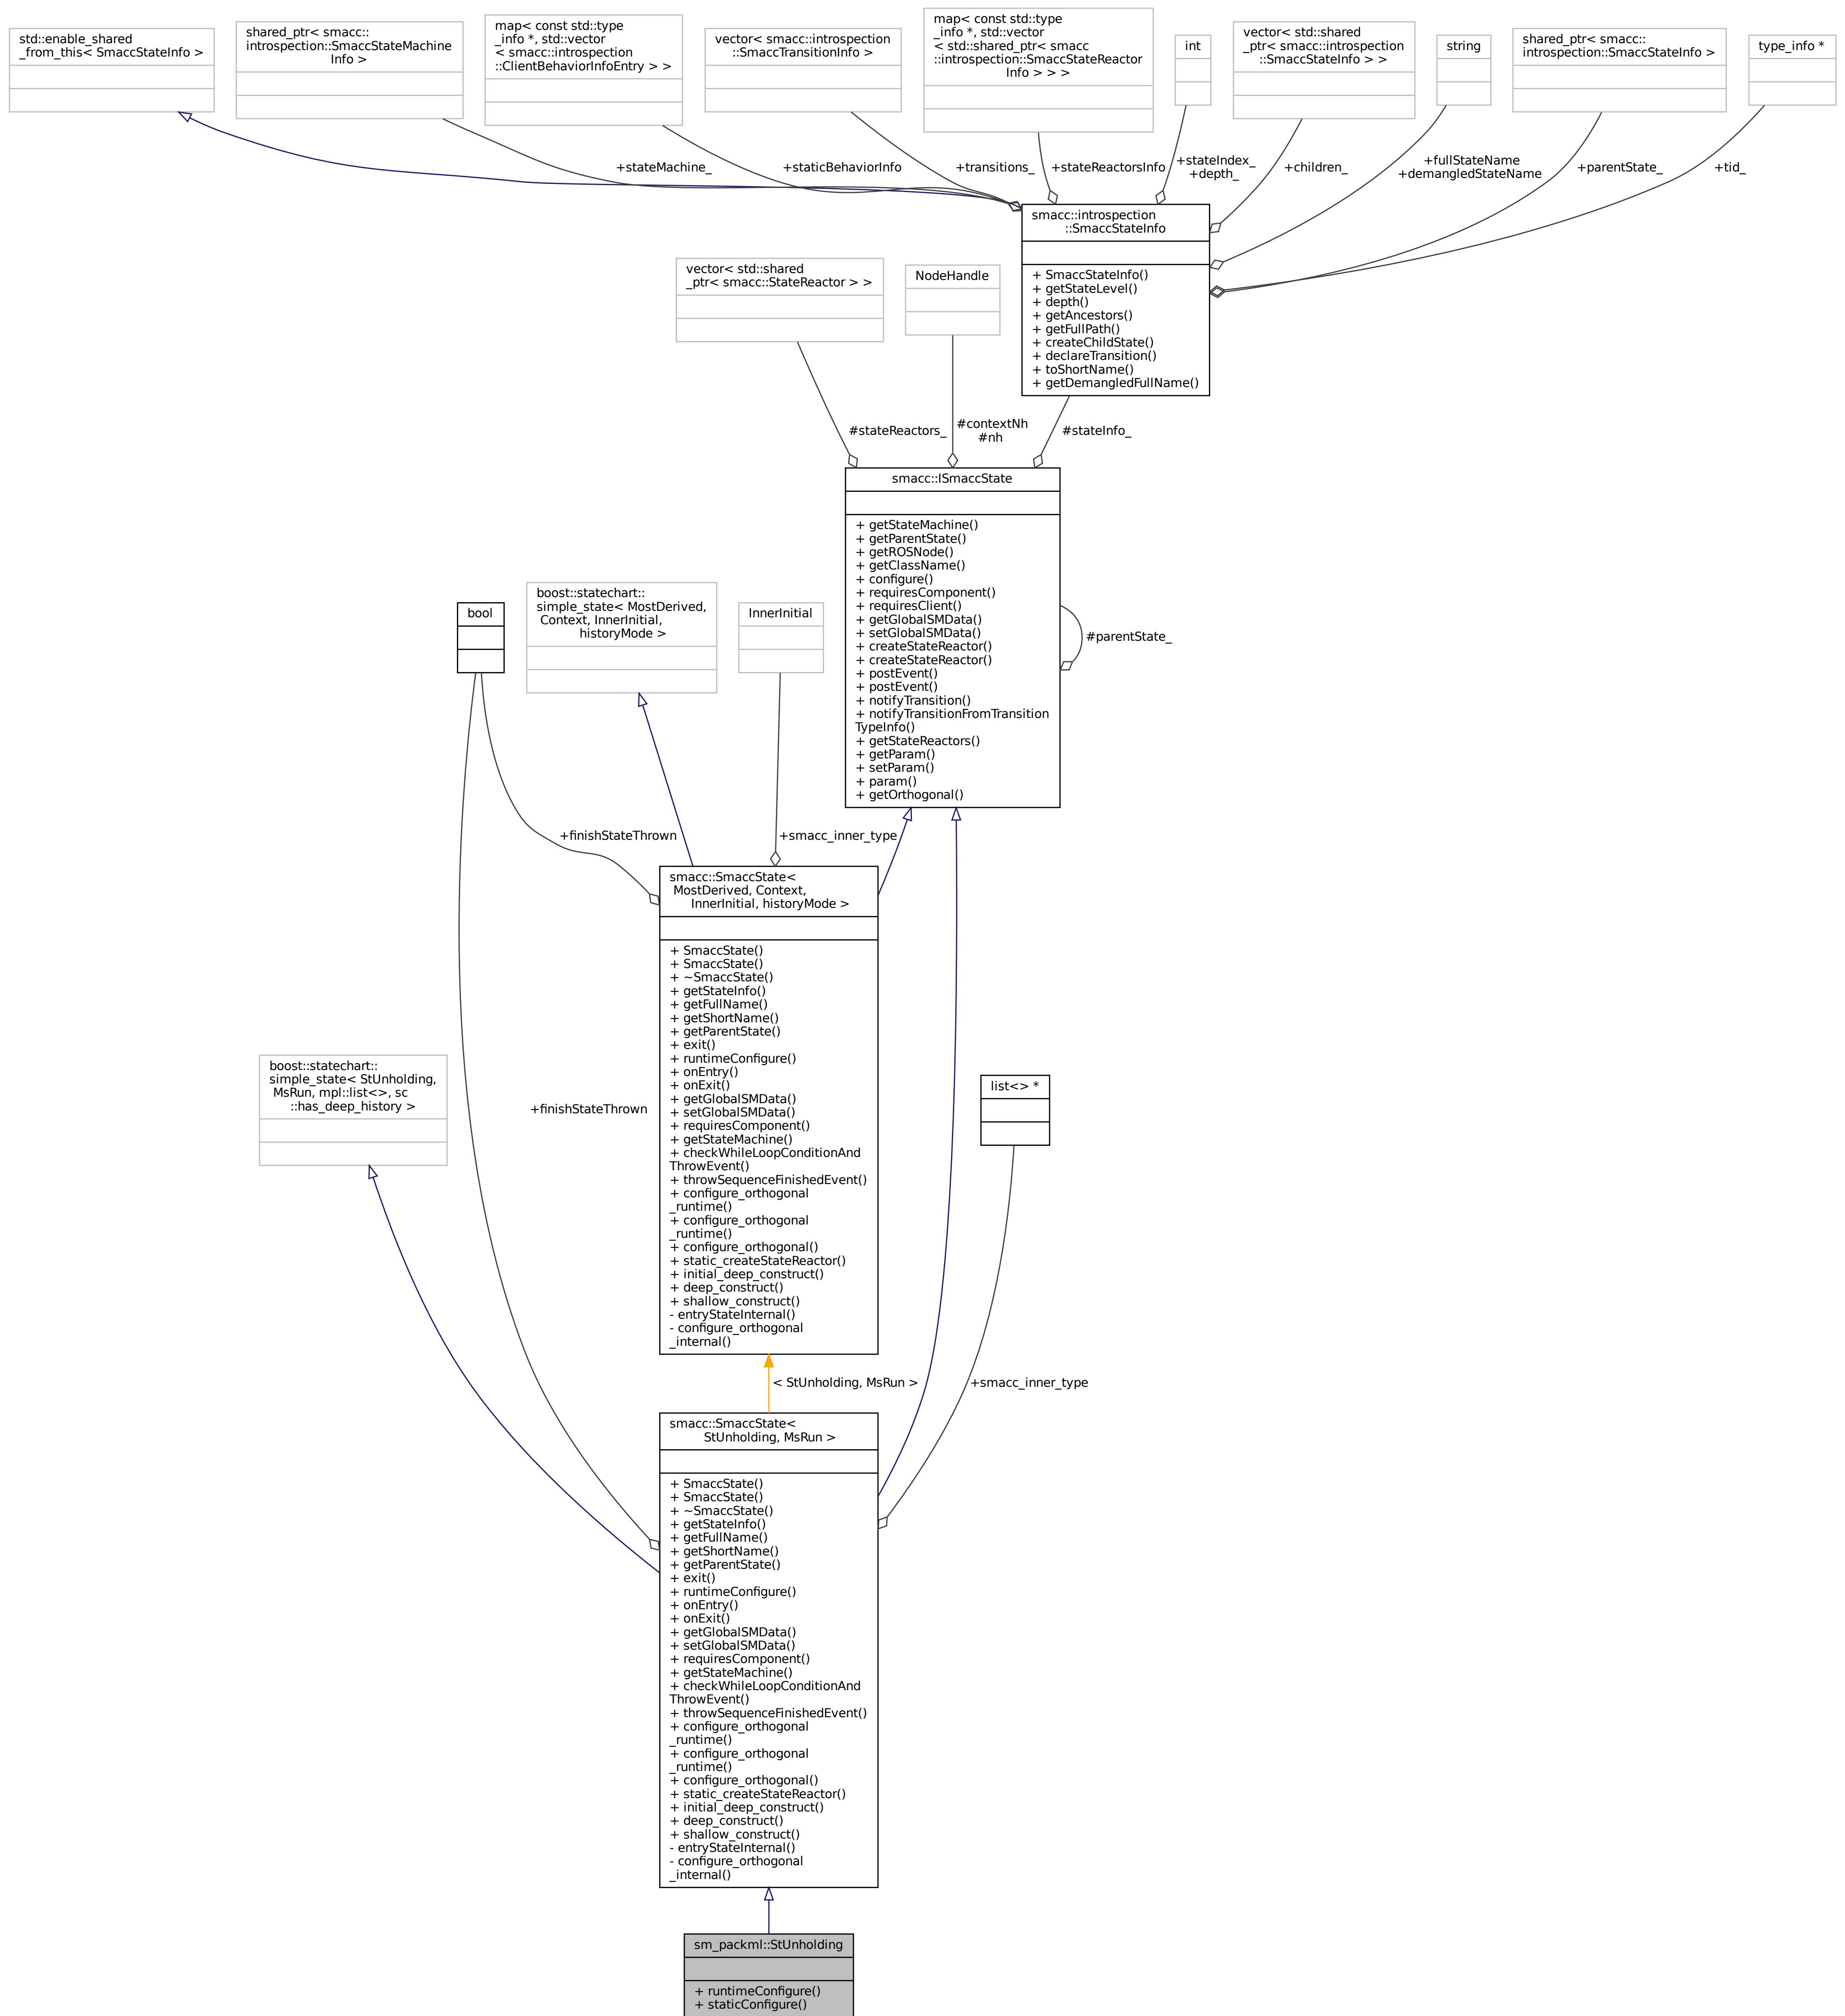 std::enable_shared
_from_this< SmaccStateInfo >
shared_ptr< smacc::
introspection::SmaccStateMachine
Info >
map< const std::type
_info *, std::vector
< smacc::introspection
::ClientBehaviorInfoEntry > >
vector< smacc::introspection
::SmaccTransitionInfo >
map< const std::type
_info *, std::vector
< std::shared_ptr< smacc
::introspection::SmaccStateReactor
Info > > >
int
vector< std::shared
_ptr< smacc::introspection
::SmaccStateInfo > >
string
shared_ptr< smacc::
introspection::SmaccStateInfo >
type_info *
+stateMachine_
+staticBehaviorInfo
+transitions_
+stateReactorsInfo
+stateIndex_
+depth_
+children_
+fullStateName
+demangledStateName
+parentState_
+tid_
smacc::introspection
::SmaccStateInfo
+ SmaccStateInfo()
+ getStateLevel()
+ depth()
+ getAncestors()
+ getFullPath()
+ createChildState()
+ declareTransition()
+ toShortName()
+ getDemangledFullName()
vector< std::shared
_ptr< smacc::StateReactor > >
NodeHandle
#stateReactors_
#contextNh
#nh
#stateInfo_
smacc::ISmaccState
+ getStateMachine()
+ getParentState()
+ getROSNode()
+ getClassName()
+ configure()
+ requiresComponent()
+ requiresClient()
+ getGlobalSMData()
+ setGlobalSMData()
+ createStateReactor()
+ createStateReactor()
+ postEvent()
+ postEvent()
+ notifyTransition()
+ notifyTransitionFromTransition
TypeInfo()
+ getStateReactors()
+ getParam()
+ setParam()
+ param()
+ getOrthogonal()
#parentState_
bool
boost::statechart::
simple_state< MostDerived,
Context, InnerInitial,
historyMode >
InnerInitial
+finishStateThrown
+smacc_inner_type
smacc::SmaccState<
MostDerived, Context,
InnerInitial, historyMode >
+ SmaccState()
+ SmaccState()
+ ~SmaccState()
+ getStateInfo()
+ getFullName()
+ getShortName()
+ getParentState()
+ exit()
+ runtimeConfigure()
+ onEntry()
+ onExit()
+ getGlobalSMData()
+ setGlobalSMData()
+ requiresComponent()
+ getStateMachine()
+ checkWhileLoopConditionAnd
ThrowEvent()
+ throwSequenceFinishedEvent()
+ configure_orthogonal
_runtime()
+ configure_orthogonal
_runtime()
+ configure_orthogonal()
+ static_createStateReactor()
+ initial_deep_construct()
+ deep_construct()
+ shallow_construct()
- entryStateInternal()
- configure_orthogonal
_internal()
boost::statechart::
simple_state< StUnholding,
MsRun, mpl::list<>, sc
::has_deep_history >
+finishStateThrown
list<> *
< StUnholding, MsRun >
+smacc_inner_type
smacc::SmaccState<
StUnholding, MsRun >
+ SmaccState()
+ SmaccState()
+ ~SmaccState()
+ getStateInfo()
+ getFullName()
+ getShortName()
+ getParentState()
+ exit()
+ runtimeConfigure()
+ onEntry()
+ onExit()
+ getGlobalSMData()
+ setGlobalSMData()
+ requiresComponent()
+ getStateMachine()
+ checkWhileLoopConditionAnd
ThrowEvent()
+ throwSequenceFinishedEvent()
+ configure_orthogonal
_runtime()
+ configure_orthogonal
_runtime()
+ configure_orthogonal()
+ static_createStateReactor()
+ initial_deep_construct()
+ deep_construct()
+ shallow_construct()
- entryStateInternal()
- configure_orthogonal
_internal()
sm_packml::StUnholding
+ runtimeConfigure()
+ staticConfigure()